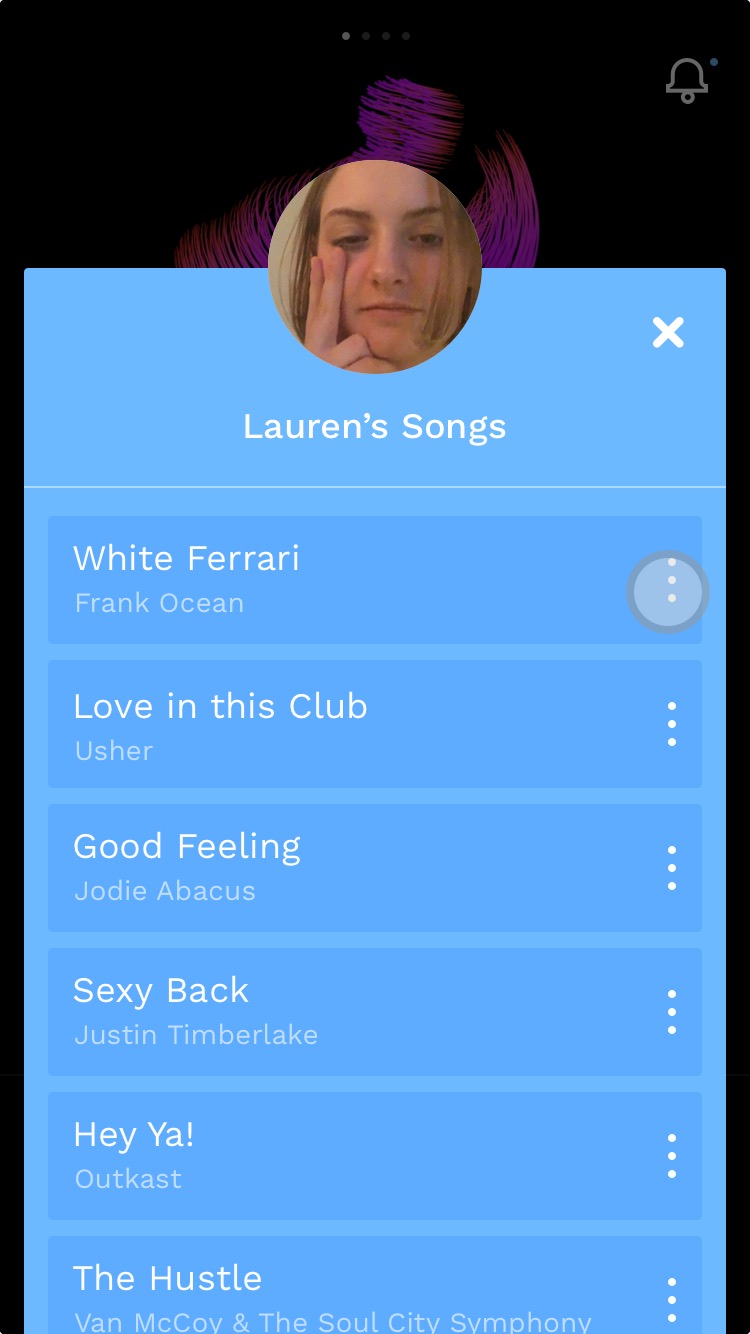 Lauren’s Songs
White Ferrari
Frank Ocean
Love in this Club
Usher
Good Feeling
Jodie Abacus
Sexy Back
Justin Timberlake
Hey Ya!
Outkast
The Hustle
Van McCoy & The Soul City Symphony